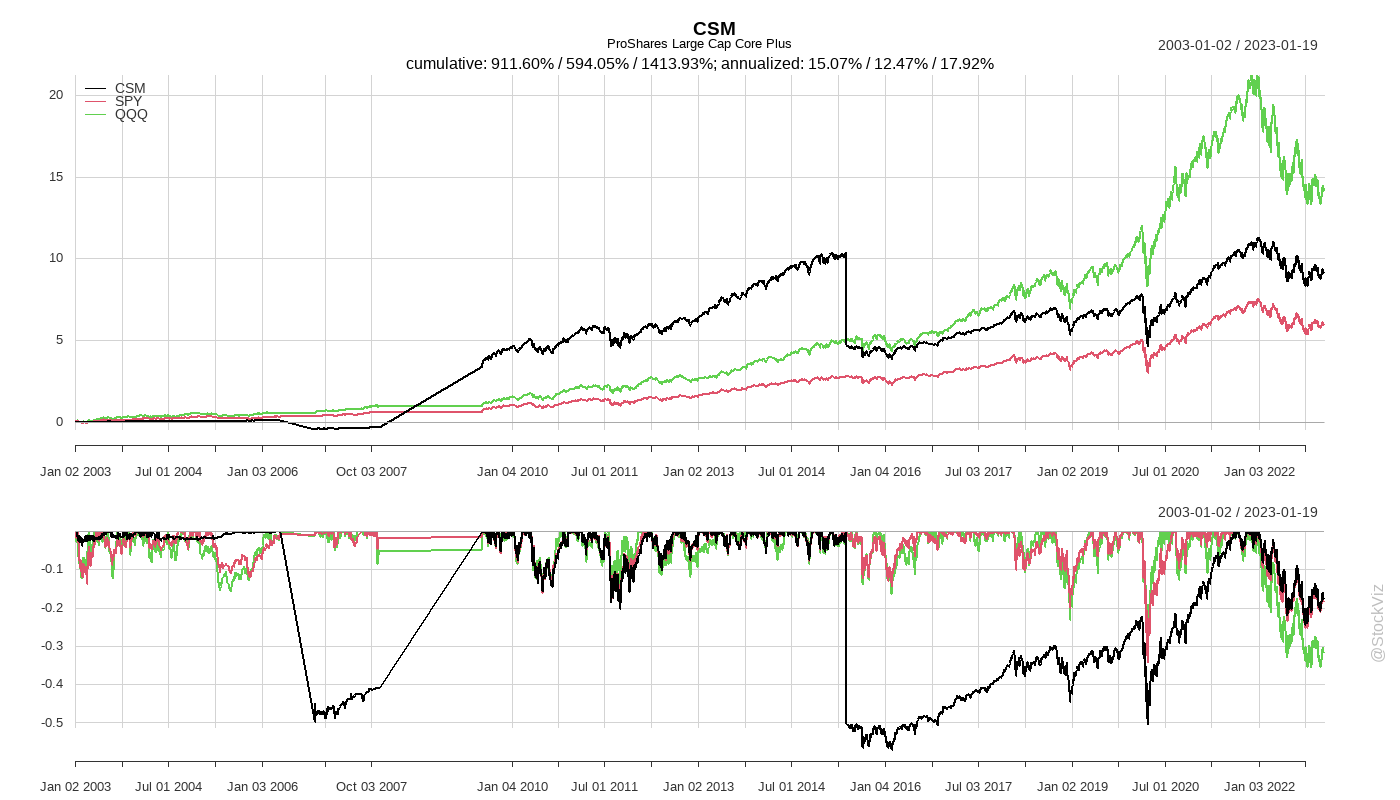 CSM
ProShares Large Cap Core Plus
2003-01-02 / 2023-01-19
cumulative: 911.60% / 594.05% / 1413.93%; annualized: 15.07% / 12.47% / 17.92%
CSM
SPY
QQQ
20
15
10
5
0
Jan 02 2003 Jul 01 2004 Jan 03 2006 Oct 03 2007 Jan 04 2010 Jul 01 2011 Jan 02 2013 Jul 01 2014 Jan 04 2016 Jul 03 2017 Jan 02 2019 Jul 01 2020 Jan 03 2022
2003-01-02 / 2023-01-19
-0.1
-0.2
-0.3
-0.4
-0.5
Jan 02 2003 Jul 01 2004 Jan 03 2006 Oct 03 2007 Jan 04 2010 Jul 01 2011 Jan 02 2013 Jul 01 2014 Jan 04 2016 Jul 03 2017 Jan 02 2019 Jul 01 2020 Jan 03 2022
@StockViz